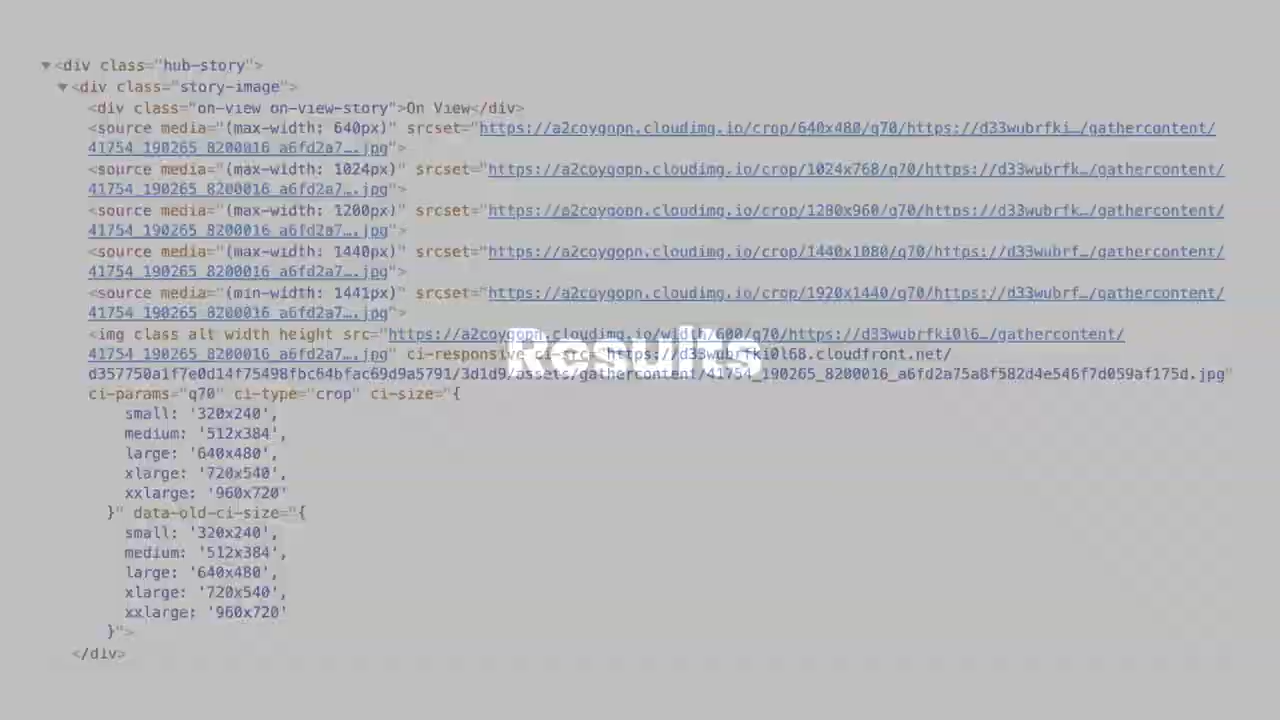 ▼<div class="hub-story">
▼<div class="story-image">
<div class="on-view on-view-story">On View</div>
<source media="(max-width: 640px)" srcset="https://a2coygopn.cloudimg.io/crop/640x480/q70/https://d33wubrfki…/gathercontent/
41754_190265_8200016_a6fd2a7….jpg">
<source media="(max-width: 1024px)" srcset="https://a2coygopn.cloudimg.io/crop/1024x768/q70/https://d33wubrfk…/gathercontent/
41754_190265_8200016_a6fd2a7….jpg">
<source media="(max-width: 1200px)" srcset="https://a2coygopn.cloudimg.io/crop/1280x960/q70/https://d33wubrfk…/gathercontent/
41754_190265_8200016_a6fd2a7….jpg">
<source media="(max-width: 1440px)" srcset="https://a2coygopn.cloudimg.io/crop/1440x1080/q70/https://d33wubrf…/gathercontent/
41754_190265_8200016_a6fd2a7….jpg">
<source media="(min-width: 1441px)" srcset="https://a2coygopn.cloudimg.io/crop/1920x1440/q70/https://d33wubrf…/gathercontent/
41754_190265_8200016_a6fd2a7….jpg">
<img class alt width height src="https://a2coygopn.cloudimg.io/width/600/q70/https://d33wubrfki0l6…/gathercontent/
Results
41754_190265_8200016_a6fd2a7….jpg" ci-responsive ci-src="https://d33wubrfki0l68.cloudfront.net/
d357750a1f7e0d14f75498fbc64bfac69d9a5791/3d1d9/assets/gathercontent/41754_190265_8200016_a6fd2a75a8f582d4e546f7d059af175d.jpg"
ci-params="q70" ci-type="crop" ci-size="{
small: '320x240',
medium: '512x384',
large: '640x480',
xlarge: '720x540',
xxlarge: '960x720'
}" data-old-ci-size="{
small: '320x240',
medium: '512x384',
large: '640x480',
xlarge: '720x540',
xxlarge: '960x720'
}">
</div>